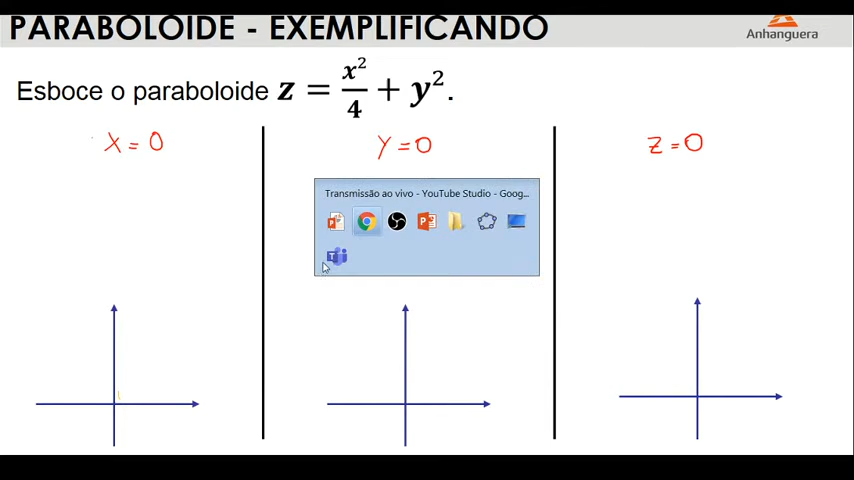 PARABOLOIDE - EXEMPLIFICANDO
Anhanguera
Esboce o paraboloide z = x²/4 + y².
X = 0
Y = 0
Z = 0
Transmissão ao vivo - YouTube Studio - Goog...